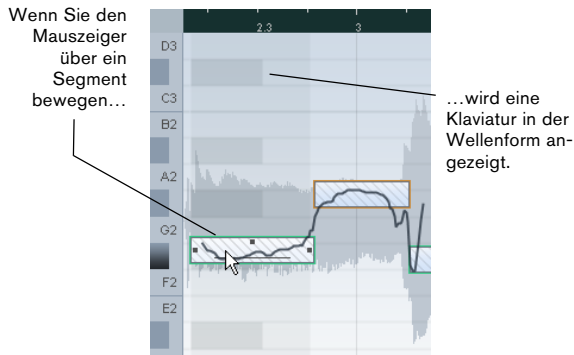 Wenn Sie den
Mauszeiger
über ein
Segment
bewegen…
2.3
3
D3
C3
B2
A2
G2
F2
E2
…wird eine
Klaviatur in der
Wellenform an-
gezeigt.